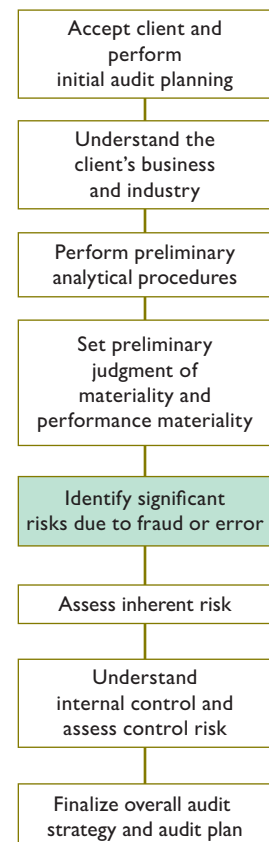 Accept client and
perform
initial audit planning
Understand the
client's business
and industry
Perform preliminary
analytical procedures
Set preliminary
judgment of
materiality and
performance materiality
Identify significant
risks due to fraud or error
Assess inherent risk
Understand
internal control and
assess control risk
Finalize overall audit
strategy and audit plan